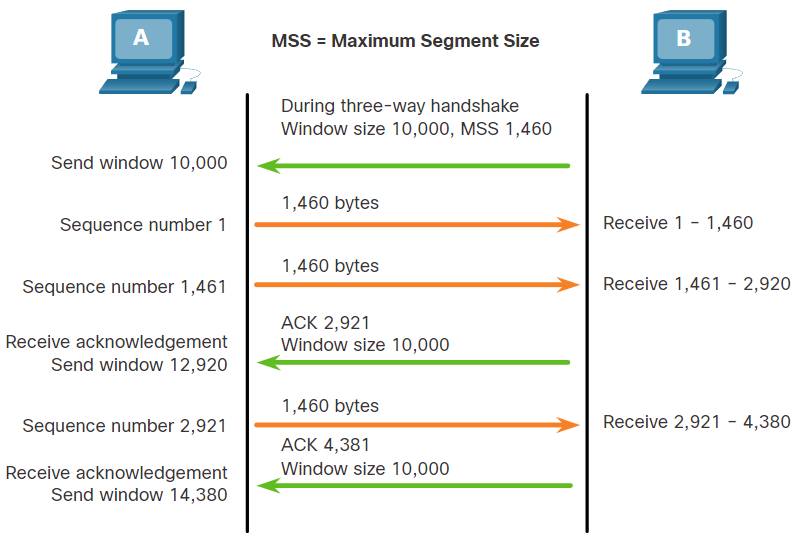 A
MSS = Maximum Segment Size
B
During three-way handshake
Window size 10,000, MSS 1,460
Send window 10,000
1,460 bytes
Sequence number 1
Receive 1 – 1,460
1,460 bytes
Sequence number 1,461
Receive 1,461 – 2,920
ACK 2,921
Window size 10,000
Receive acknowledgement
Send window 12,920
1,460 bytes
Sequence number 2,921
Receive 2,921 – 4,380
ACK 4,381
Window size 10,000
Receive acknowledgement
Send window 14,380